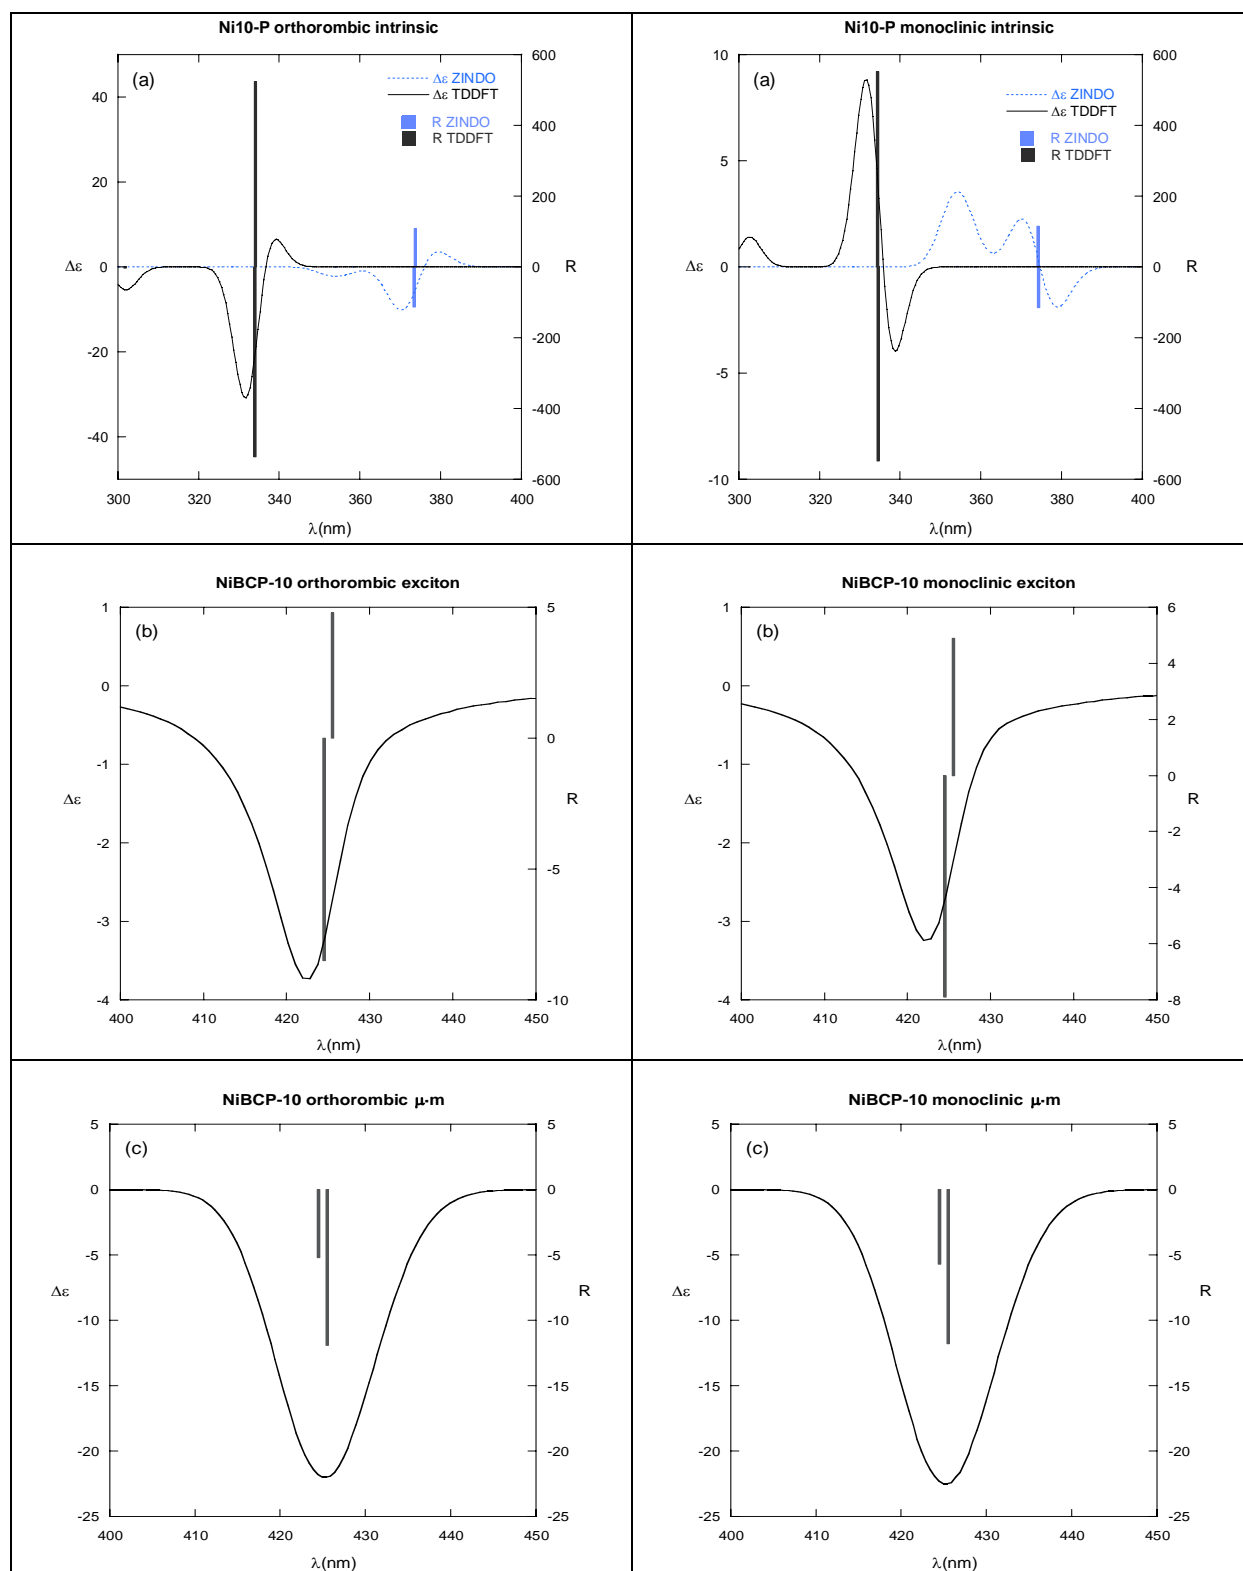 Ni10-P orthorombic intrinsic
(a)
Δε ZINDO
Δε TDDFT
R ZINDO
R TDDFT
40
20
0
-20
-40
Δε
600
400
200
0
-200
-400
-600
R
300 320 340 360 380 400
λ(nm)
Ni10-P monoclinic intrinsic
(a)
Δε ZINDO
Δε TDDFT
R ZINDO
R TDDFT
10
5
0
-5
-10
Δε
600
400
200
0
-200
-400
-600
R
300 320 340 360 380 400
λ(nm)
NiBCP-10 orthorombic exciton
(b)
1
0
-1
-2
-3
-4
Δε
5
0
-5
-10
R
400 410 420 430 440 450
λ(nm)
NiBCP-10 monoclinic exciton
(b)
1
0
-1
-2
-3
-4
Δε
6
4
2
0
-2
-4
-6
-8
R
400 410 420 430 440 450
λ(nm)
NiBCP-10 orthorombic μ·m
(c)
5
0
-5
-10
-15
-20
-25
Δε
5
0
-5
-10
-15
-20
-25
R
400 410 420 430 440 450
λ(nm)
NiBCP-10 monoclinic μ·m
(c)
5
0
-5
-10
-15
-20
-25
Δε
5
0
-5
-10
-15
-20
-25
R
400 410 420 430 440 450
λ(nm)